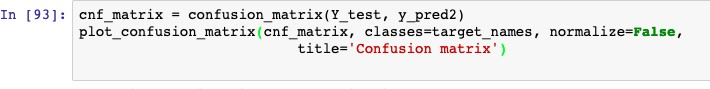 In [93]: cnf_matrix = confusion_matrix(Y_test, y_pred2)
plot_confusion_matrix(cnf_matrix, classes=target_names, normalize=False,
title='Confusion matrix')